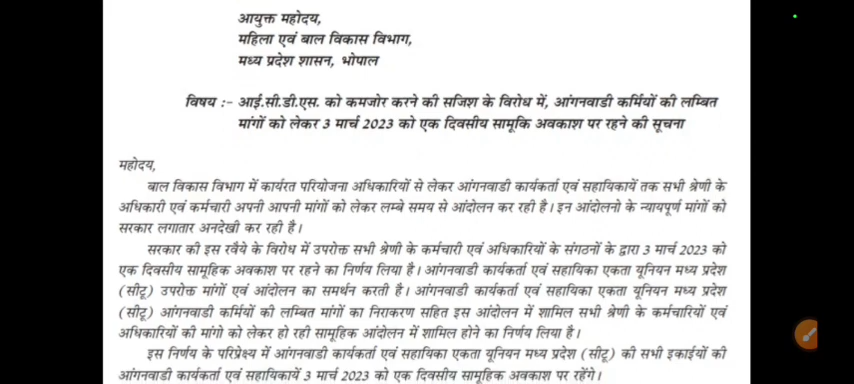 आयुक्त महोदय,
महिला एवं बाल विकास विभाग,
मध्य प्रदेश शासन, भोपाल
विषय :- आई.सी.डी.एस. को कमजोर करने की सजिश के विरोध में, आंगनवाडी कर्मियों की लम्बित
मांगों को लेकर 3 मार्च 2023 को एक दिवसीय सामूकि अवकाश पर रहने की सूचना
महोदय,
बाल विकास विभाग में कार्यरत परियोजना अधिकारियों से लेकर आंगनवाडी कार्यकर्ता एवं सहायिकायें तक सभी श्रेणी के
अधिकारी एवं कर्मचारी अपनी आपनी मांगों को लेकर लम्बे समय से आंदोलन कर रही है। इन आंदोलनो के न्यायपूर्ण मांगों को
सरकार लगातार अनदेखी कर रही है।
सरकार की इस रवैये के विरोध में उपरोक्त सभी श्रेणी के कर्मचारी एवं अधिकारियों के संगठनों के द्वारा 3 मार्च 2023 को
एक दिवसीय सामूहिक अवकाश पर रहने का निर्णय लिया है। आंगनवाडी कार्यकर्ता एवं सहायिका एकता यूनियन मध्य प्रदेश
(सीटू) उपरोक्त मांगों एवं आंदोलन का समर्थन करती है। आंगनवाडी कार्यकर्ता एवं सहायिका एकता यूनियन मध्य प्रदेश
(सीटू) आंगनवाडी कर्मियों की लम्बित मांगों का निराकरण सहित इस आंदोलन में शामिल सभी श्रेणी के कर्मचारियों एवं
अधिकारियों की मांगो को लेकर हो रही सामूहिक आंदोलन में शामिल होने का निर्णय लिया है।
इस निर्णय के परिप्रेक्ष्य में आंगनवाडी कार्यकर्ता एवं सहायिका एकता यूनियन मध्य प्रदेश (सीटू) की सभी इकाईयों की
आंगनवाडी कार्यकर्ता एवं सहायिकायें 3 मार्च 2023 को एक दिवसीय सामूहिक अवकाश पर रहेंगे।